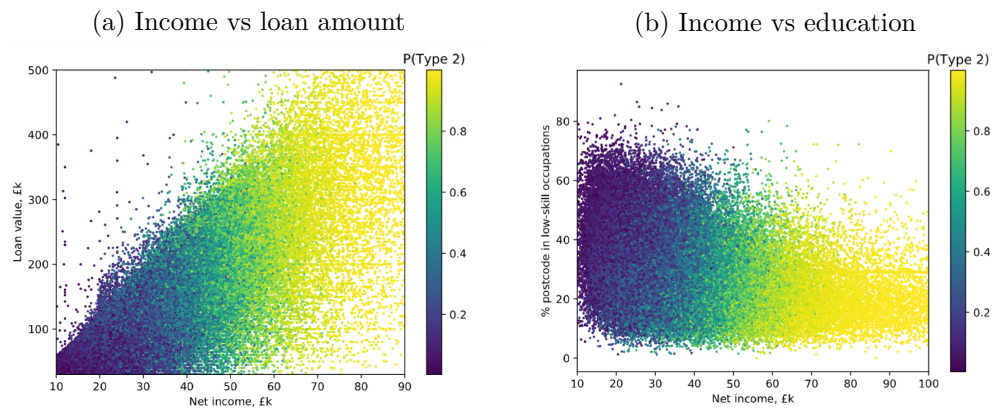 (a) Income vs loan amount
P(Type 2)
500
400
300
200
100
Loan value, £k
10 20 30 40 50 60 70 80 90
Net income, £k
0.8
0.6
0.4
0.2
(b) Income vs education
P(Type 2)
80
60
40
20
0
% postcode in low-skill occupations
10 20 30 40 50 60 70 80 90 100
Net income, £k
0.8
0.6
0.4
0.2